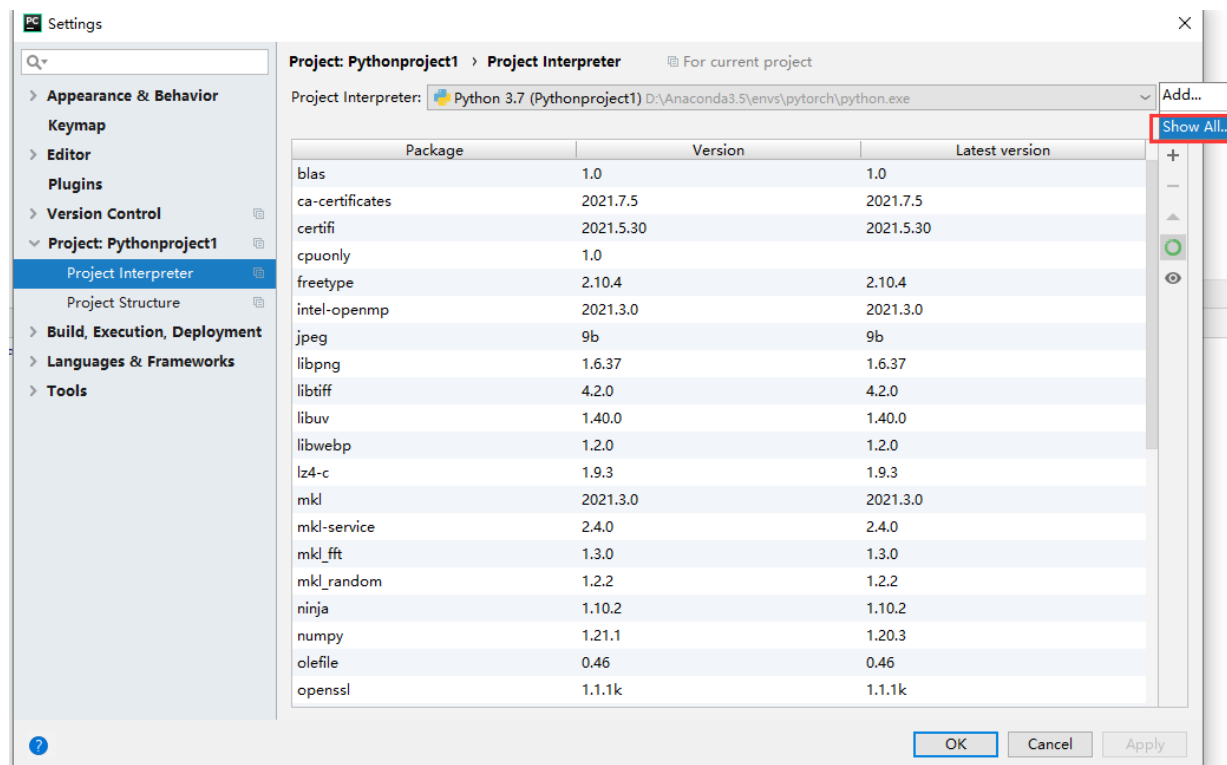 PC Settings
Project: Pythonproject1 › Project Interpreter For current project
Appearance & Behavior
Keymap
Editor
Plugins
Version Control
Project: Pythonproject1
Project Interpreter
Project Structure
Build, Execution, Deployment
Languages & Frameworks
Tools
Project Interpreter: Python 3.7 (Pythonproject1) D:\Anaconda3.5\envs\pytorch\python.exe
Add...
Show All..
Package Version Latest version
blas 1.0 1.0
ca-certificates 2021.7.5 2021.7.5
certifi 2021.5.30 2021.5.30
cpuonly 1.0
freetype 2.10.4 2.10.4
intel-openmp 2021.3.0 2021.3.0
jpeg 9b 9b
libpng 1.6.37 1.6.37
libtiff 4.2.0 4.2.0
libuv 1.40.0 1.40.0
libwebp 1.2.0 1.2.0
lz4-c 1.9.3 1.9.3
mkl 2021.3.0 2021.3.0
mkl-service 2.4.0 2.4.0
mkl_fft 1.3.0 1.3.0
mkl_random 1.2.2 1.2.2
ninja 1.10.2 1.10.2
numpy 1.21.1 1.20.3
olefile 0.46 0.46
openssl 1.1.1k 1.1.1k
? OK Cancel Apply